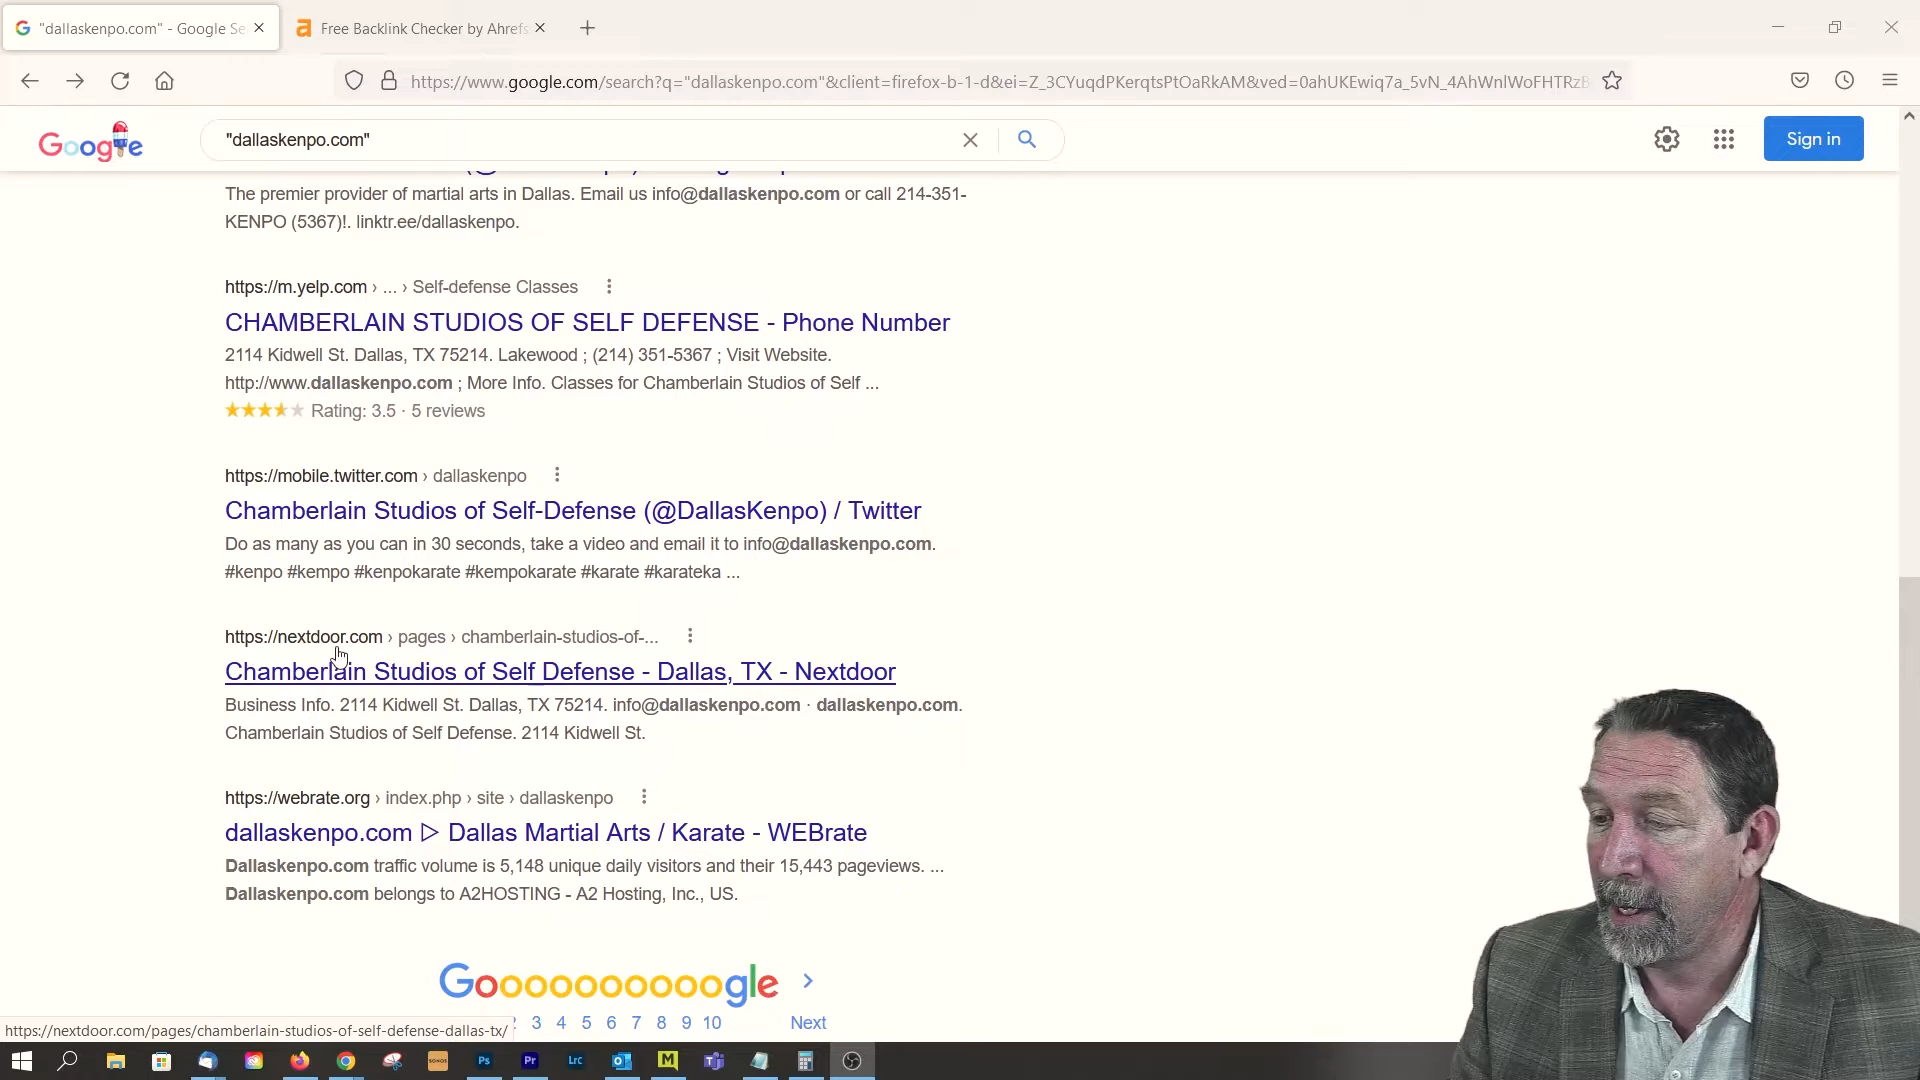 "dallaskenpo.com" - Google Se
Free Backlink Checker by Ahrefs
https://www.google.com/search?q="dallaskenpo.com"&client=firefox-b-1-d&ei=Z_3CYuqdPKerqtsPtOaRkAM&ved=0ahUKEwiq7a_5vN_4AhWnlWoFHTRzB
Google
"dallaskenpo.com"
Sign in
The premier provider of martial arts in Dallas. Email us info@dallaskenpo.com or call 214-351-
KENPO (5367)!. linktr.ee/dallaskenpo.
https://m.yelp.com › ... › Self-defense Classes
CHAMBERLAIN STUDIOS OF SELF DEFENSE - Phone Number
2114 Kidwell St. Dallas, TX 75214. Lakewood ; (214) 351-5367 ; Visit Website.
http://www.dallaskenpo.com ; More Info. Classes for Chamberlain Studios of Self ...
Rating: 3.5 · 5 reviews
https://mobile.twitter.com › dallaskenpo
Chamberlain Studios of Self-Defense (@DallasKenpo) / Twitter
Do as many as you can in 30 seconds, take a video and email it to info@dallaskenpo.com.
#kenpo #kempo #kenpokarate #kempokarate #karate #karateka ...
https://nextdoor.com › pages › chamberlain-studios-of-...
Chamberlain Studios of Self Defense - Dallas, TX - Nextdoor
Business Info. 2114 Kidwell St. Dallas, TX 75214. info@dallaskenpo.com · dallaskenpo.com.
Chamberlain Studios of Self Defense. 2114 Kidwell St.
https://webrate.org › index.php › site › dallaskenpo
dallaskenpo.com ▷ Dallas Martial Arts / Karate - WEBrate
Dallaskenpo.com traffic volume is 5,148 unique daily visitors and their 15,443 pageviews. ...
Dallaskenpo.com belongs to A2HOSTING - A2 Hosting, Inc., US.
Goooooooooogle
3 4 5 6 7 8 9 10 Next
https://nextdoor.com/pages/chamberlain-studios-of-self-defense-dallas-tx/
SONOS Ps Pr Lrc M